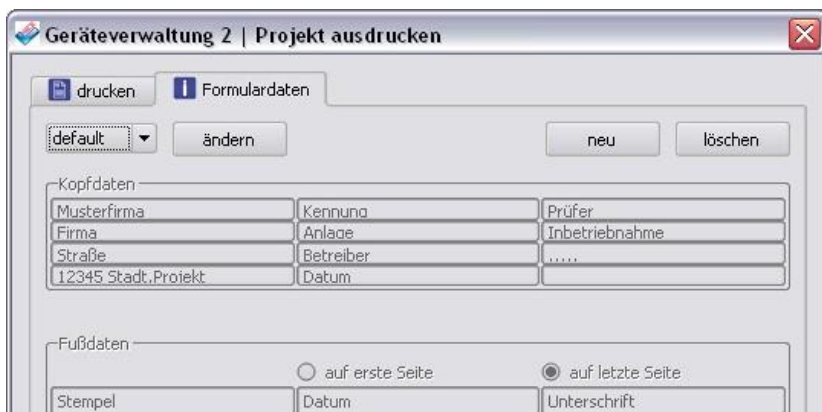 Geräteverwaltung 2 | Projekt ausdrucken
drucken Formulardaten
default ändern neu löschen
Kopfdaten
Musterfirma Kennung Prüfer
Firma Anlage Inbetriebnahme
Straße Betreiber .....
12345 Stadt,Projekt Datum
Fußdaten
auf erste Seite auf letzte Seite
Stempel Datum Unterschrift